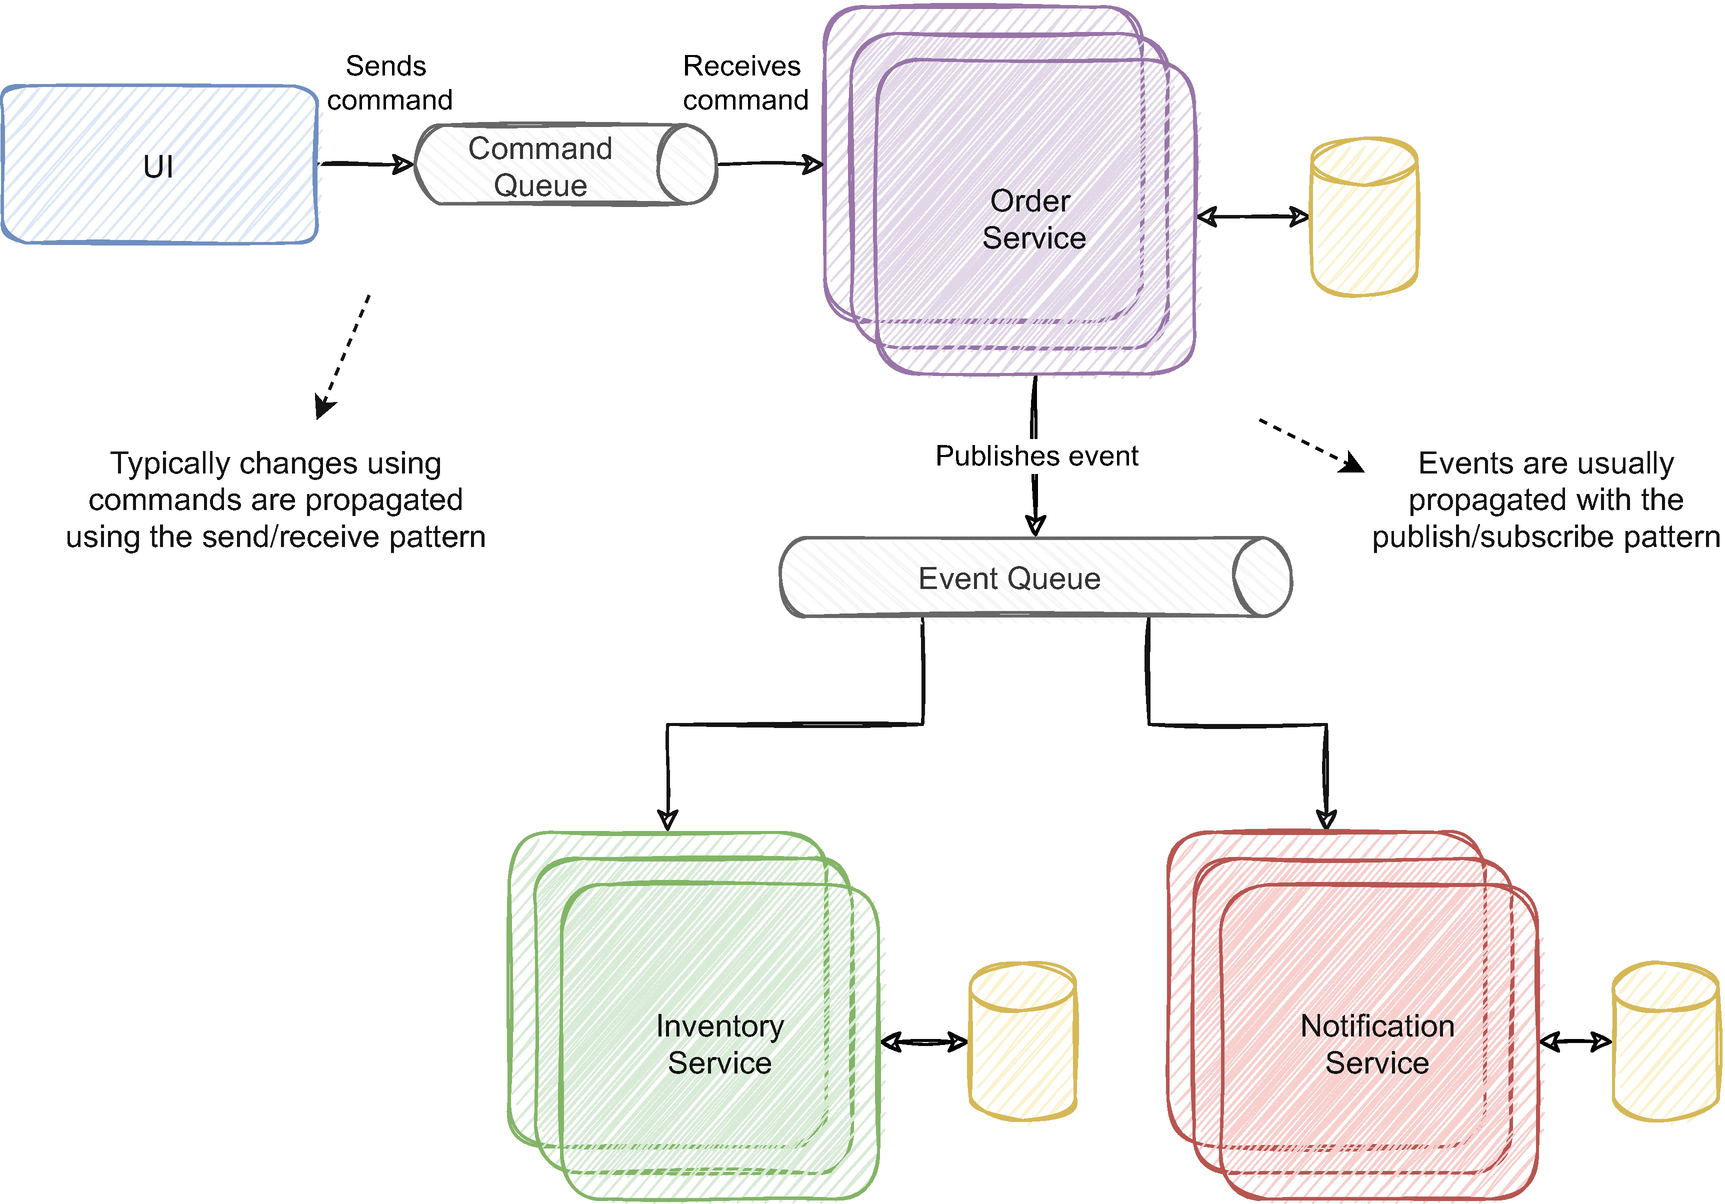 Sends
command
Receives
command
UI
Command
Queue
Order
Service
Typically changes using
commands are propagated
using the send/receive pattern
Publishes event
Events are usually
propagated with the
publish/subscribe pattern
Event Queue
Inventory
Service
Notification
Service